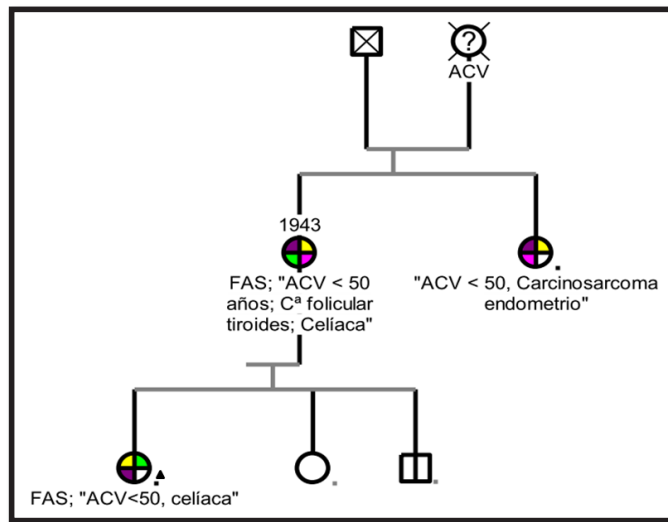 ?
ACV
1943
FAS; "ACV < 50
años; Cª folicular
tiroides; Celíaca"
"ACV < 50, Carcinosarcoma
endometrio"
FAS; "ACV<50, celíaca"